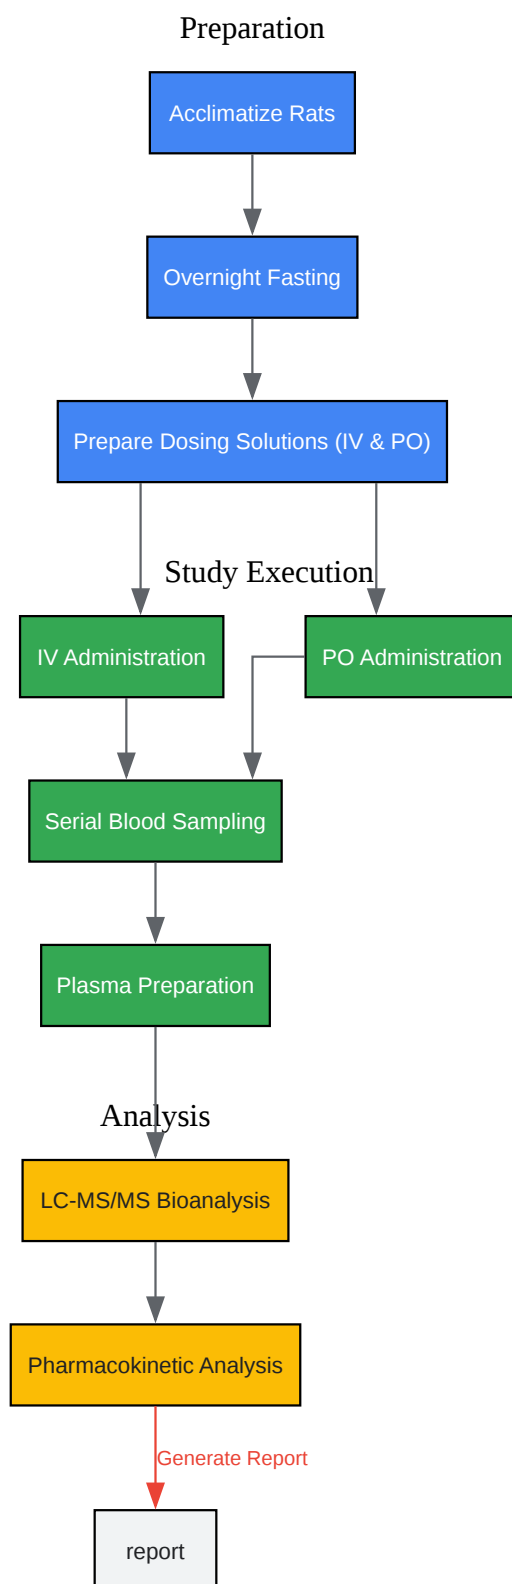 Preparation
Acclimatize Rats
Overnight Fasting
Prepare Dosing Solutions (IV & PO)
Study Execution
IV Administration
PO Administration
Serial Blood Sampling
Plasma Preparation
Analysis
LC-MS/MS Bioanalysis
Pharmacokinetic Analysis
Generate Report
report